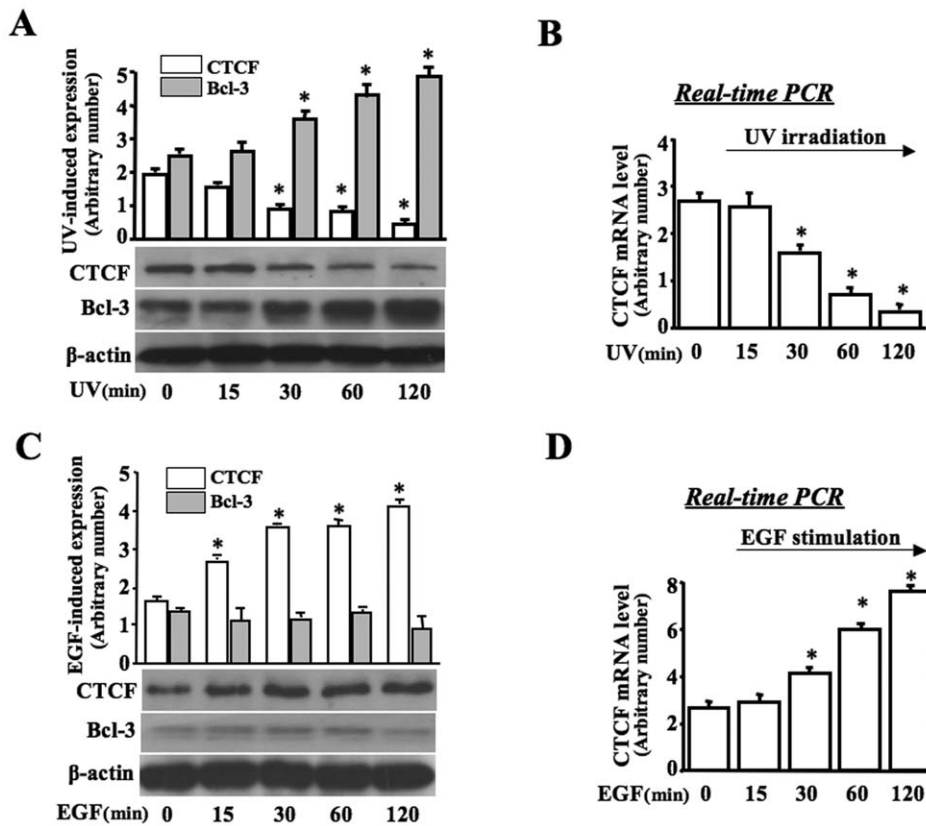 A
CTCF
Bcl-3
UV-induced expression
(Arbitrary number)
5
4
3
2
1
0
* * * * * *
CTCF
Bcl-3
β-actin
UV(min) 0 15 30 60 120
B
Real-time PCR
UV irradiation
CTCF mRNA level
(Arbitrary number)
4
3
2
1
0
* * *
UV(min) 0 15 30 60 120
C
CTCF
Bcl-3
EGF-induced expression
(Arbitrary number)
5
4
3
2
1
0
* * * *
CTCF
Bcl-3
β-actin
EGF(min) 0 15 30 60 120
D
Real-time PCR
EGF stimulation
CTCF mRNA level
(Arbitrary number)
8
6
4
2
0
* * *
EGF(min) 0 15 30 60 120